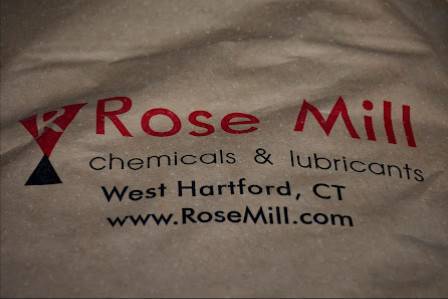 R
Rose Mill
chemicals & lubricants
West Hartford, CT
www.RoseMill.com